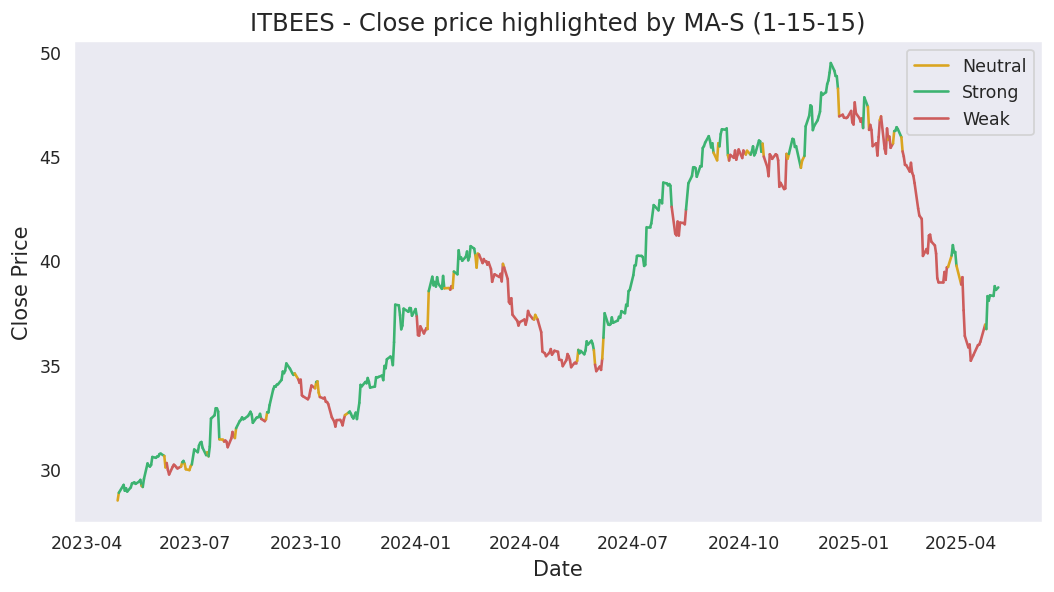 ITBEES - Close price highlighted by MA-S (1-15-15)
Neutral
Strong
Weak
Close Price
50
45
40
35
30
2023-04 2023-07 2023-10 2024-01 2024-04 2024-07 2024-10 2025-01 2025-04
Date